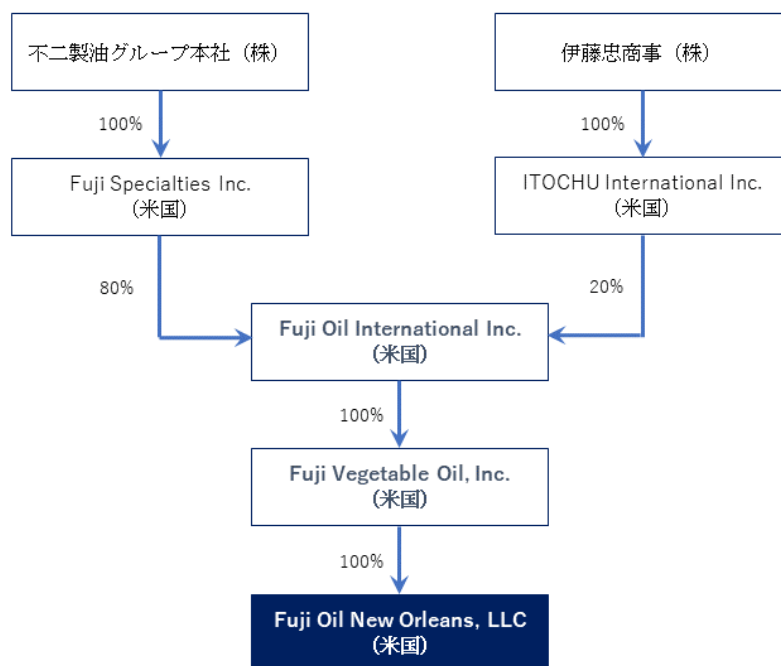 不二製油グループ本社（株）
伊藤忠商事（株）
100%
100%
Fuji Specialties Inc.
（米国）
ITOCHU International Inc.
（米国）
80%
20%
Fuji Oil International Inc.
（米国）
100%
Fuji Vegetable Oil, Inc.
（米国）
100%
Fuji Oil New Orleans, LLC
（米国）